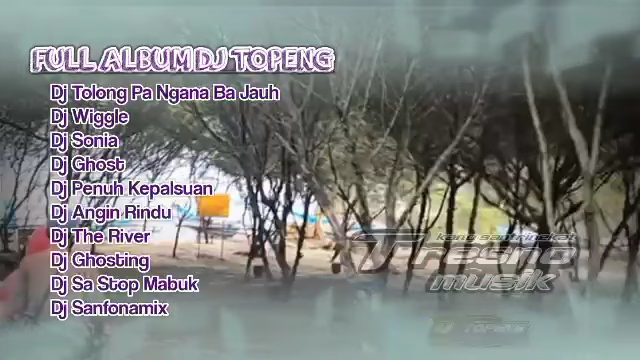 FULL ALBUM DJ TOPENG
Dj Tolong Pa Ngana Ba Jauh
Dj Wiggle
Dj Sonia
Dj Ghost
Dj Penuh Kepalsuan
Dj Angin Rindu
Dj The River
Dj Ghosting
Dj Sa Stop Mabuk
Dj Sanfonamix
Tresno
musik